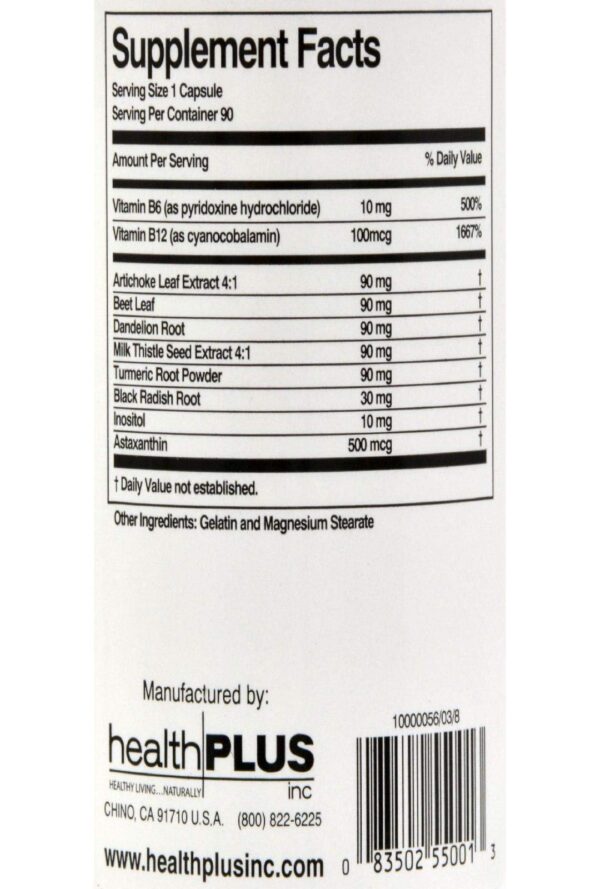 Supplement Facts
Serving Size 1 Capsule
Serving Per Container 90
Amount Per Serving % Daily Value
Vitamin B6 (as pyridoxine hydrochloride) 10 mg 500%
Vitamin B12 (as cyanocobalamin) 100mcg 1667%
Artichoke Leaf Extract 4:1 90 mg †
Beet Leaf 90 mg †
Dandelion Root 90 mg †
Milk Thistle Seed Extract 4:1 90 mg †
Turmeric Root Powder 90 mg †
Black Radish Root 30 mg †
Inositol 10 mg †
Astaxanthin 500 mcg †
† Daily Value not established.
Other Ingredients: Gelatin and Magnesium Stearate
Manufactured by:
health PLUS
inc
HEALTHY LIVING...NATURALLY
CHINO, CA 91710 U.S.A. (800) 822-6225
www.healthplusinc.com
10000056/03/8
0 83502 55001 3